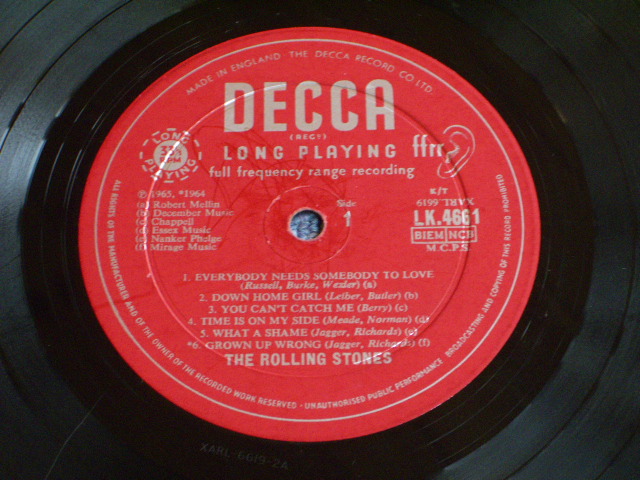 MADE IN ENGLAND · THE DECCA RECORD CO LTD.
DECCA
(REGD)
LONG PLAYING
ffrr
full frequency range recording
LONG PLAYING
33⅓
RPM
K/T
XARL.6619
LK.4661
BIEM NCB
M.C.P.S.
Side
1
℗ 1965, *1964
(a) Robert Mellin
(b) December Music
(c) Chappell
(d) Essex Music
(e) Nanker Phelge
(f) Mirage Music
1. EVERYBODY NEEDS SOMEBODY TO LOVE
(Russell, Burke, Wexler) (a)
2. DOWN HOME GIRL (Leiber, Butler) (b)
3. YOU CAN'T CATCH ME (Berry) (c)
4. TIME IS ON MY SIDE (Meade, Norman) (d)
5. WHAT A SHAME (Jagger, Richards) (e)
*6. GROWN UP WRONG (Jagger, Richards) (f)
THE ROLLING STONES
ALL RIGHTS OF THE MANUFACTURER AND OF THE OWNER OF THE RECORDED WORK RESERVED · UNAUTHORISED PUBLIC PERFORMANCE, BROADCASTING AND COPYING OF THIS RECORD PROHIBITED
XARL-6619-2A